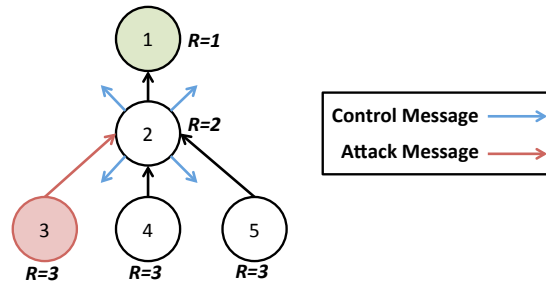 1 R=1
2 R=2
Control Message
Attack Message
3 4 5
R=3 R=3 R=3